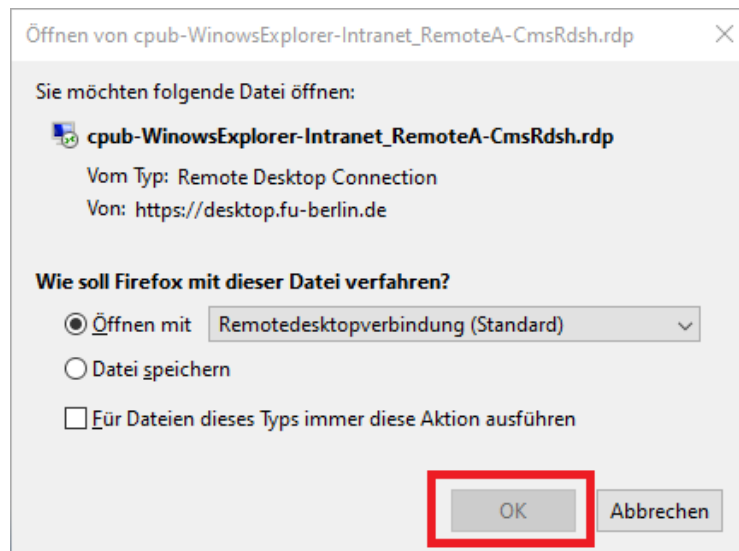 Öffnen von cpub-WinowsExplorer-Intranet_RemoteA-CmsRdsh.rdp
Sie möchten folgende Datei öffnen:
cpub-WinowsExplorer-Intranet_RemoteA-CmsRdsh.rdp
Vom Typ: Remote Desktop Connection
Von: https://desktop.fu-berlin.de
Wie soll Firefox mit dieser Datei verfahren?
Öffnen mit Remotedesktopverbindung (Standard)
Datei speichern
Für Dateien dieses Typs immer diese Aktion ausführen
OK Abbrechen